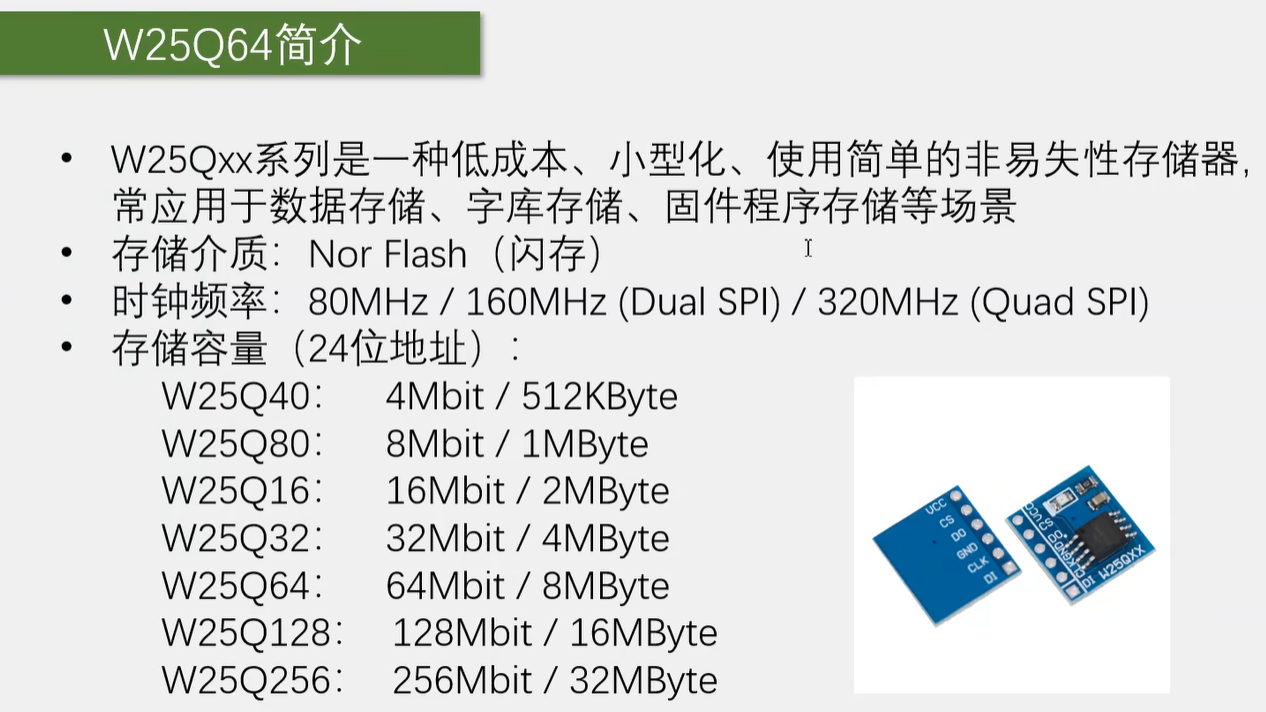 W25Q64简介
• W25Qxx系列是一种低成本、小型化、使用简单的非易失性存储器，
常应用于数据存储、字库存储、固件程序存储等场景
• 存储介质：Nor Flash（闪存）
• 时钟频率：80MHz / 160MHz (Dual SPI) / 320MHz (Quad SPI)
• 存储容量（24位地址）：
W25Q40： 4Mbit / 512KByte
W25Q80： 8Mbit / 1MByte
W25Q16： 16Mbit / 2MByte
W25Q32： 32Mbit / 4MByte
W25Q64： 64Mbit / 8MByte
W25Q128： 128Mbit / 16MByte
W25Q256： 256Mbit / 32MByte
VCC
CS
DO
GND
CLK
DI
VCC
CS
DO
DI
W25QXX